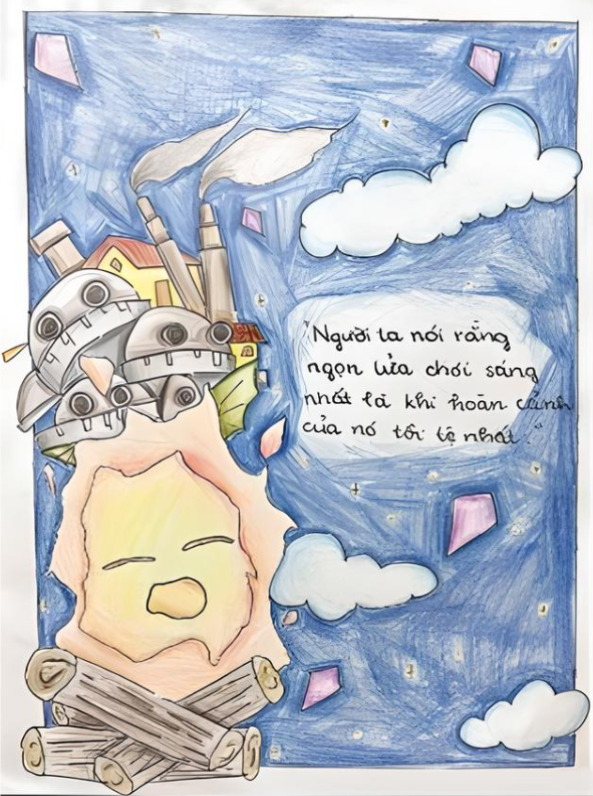 "Người ta nói rằng
ngọn lửa chói sáng
nhất là khi hoàn cảnh
của nó tồi tệ nhất."